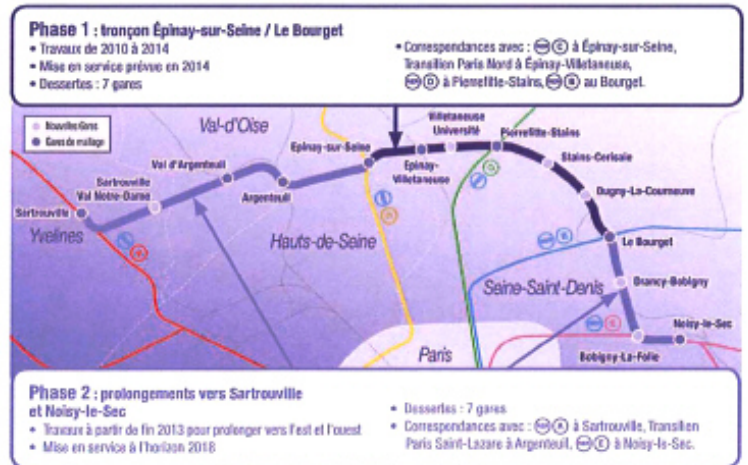 Phase 1 : tronçon Épinay-sur-Seine / Le Bourget
• Travaux de 2010 à 2014
• Mise en service prévue en 2014
• Dessertes : 7 gares
• Correspondances avec : RER C à Épinay-sur-Seine,
Transilien Paris Nord à Épinay-Villetaneuse,
RER D à Pierrefitte-Stains, RER B au Bourget.
Nouvelles Gares
Gares de maillage
Val-d'Oise
Villetaneuse
Université
Pierrefitte-Stains
Epinay-sur-Seine
Epinay-
Villetaneuse
Stains-Cerisaie
Val d'Argenteuil
Sartrouville
Val Notre-Dame
Argenteuil
Dugny-La-Courneuve
Sartrouville
Yvelines
Hauts-de-Seine
Le Bourget
Seine-Saint-Denis
Drancy-Bobigny
Noisy-le-Sec
Paris
Bobigny-La-Folie
Phase 2 : prolongements vers Sartrouville
et Noisy-le-Sec
• Travaux à partir de fin 2013 pour prolonger vers l'est et l'ouest
• Mise en service à l'horizon 2018
• Dessertes : 7 gares
• Correspondances avec : RER A à Sartrouville, Transilien
Paris Saint-Lazare à Argenteuil, RER E à Noisy-le-Sec.